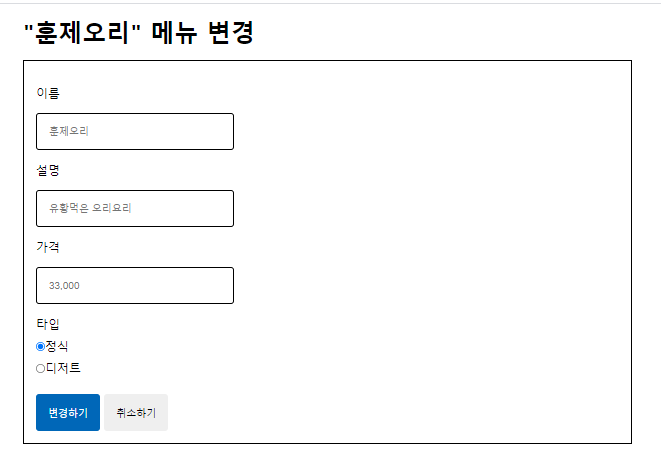 "훈제오리" 메뉴 변경
이름
훈제오리
설명
유황먹은 오리요리
가격
33,000
타입
정식
디저트
변경하기 취소하기